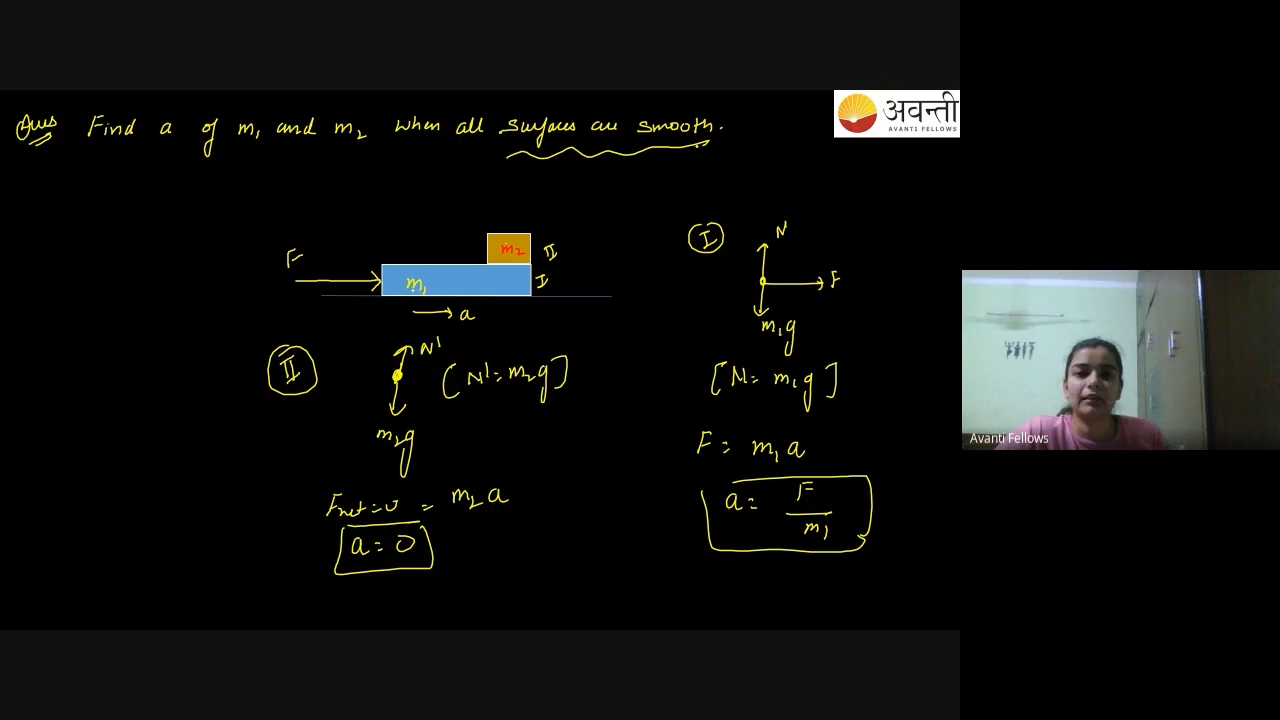 Ques Find a of m₁ and m₂ when all surfaces are smooth.
अवन्ती
AVANTI FELLOWS
F
m₂ II
m₁ I
→ a
II
N'
[N' = m₂g]
m₂g
Fnet = 0 = m₂a
a = 0
I
N
F
m₁g
[N = m₁g]
F = m₁a
a = F/m₁
Avanti Fellows